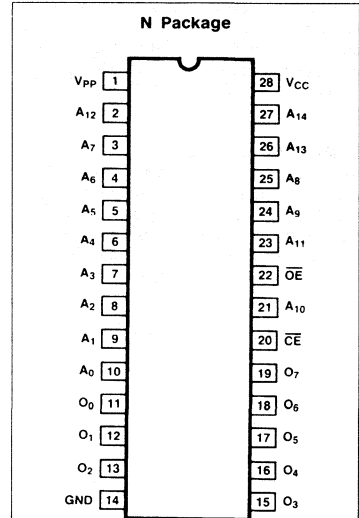 N Package
VPP 1 28 VCC
A12 2 27 A14
A7 3 26 A13
A6 4 25 A8
A5 5 24 A9
A4 6 23 A11
A3 7 22 O̅E̅
A2 8 21 A10
A1 9 20 C̅E̅
A0 10 19 O7
O0 11 18 O6
O1 12 17 O5
O2 13 16 O4
GND 14 15 O3